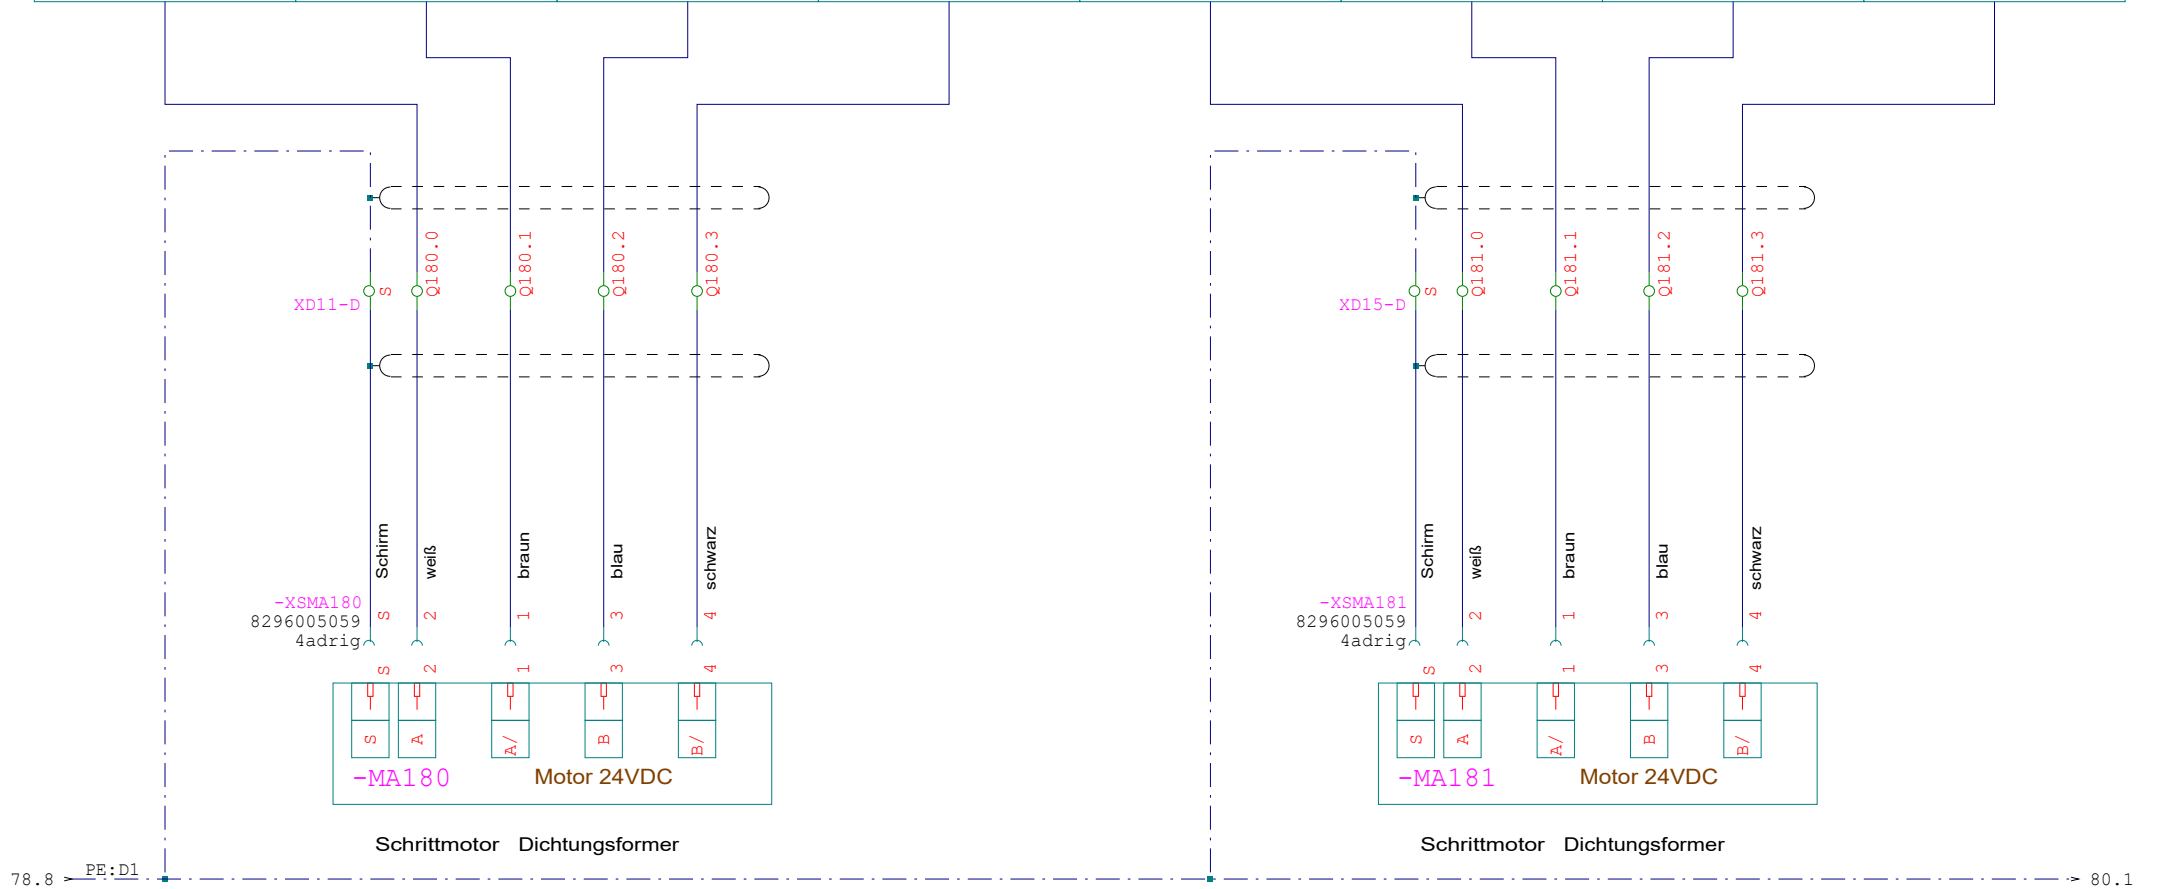 Q180.0 Q180.1 Q180.2 Q180.3 Q181.0 Q181.1 Q181.2 Q181.3
XD11-D S XD15-D S
Schirm weiß braun blau schwarz Schirm weiß braun blau schwarz
-XSMA180 S 2 1 3 4 -XSMA181 S 2 1 3 4
8296005059 8296005059
4adrig 4adrig
S 2 1 3 4 S 2 1 3 4
S A A/ B B/ S A A/ B B/
-MA180 Motor 24VDC -MA181 Motor 24VDC
Schrittmotor Dichtungsformer Schrittmotor Dichtungsformer
78.8 PE:D1 80.1